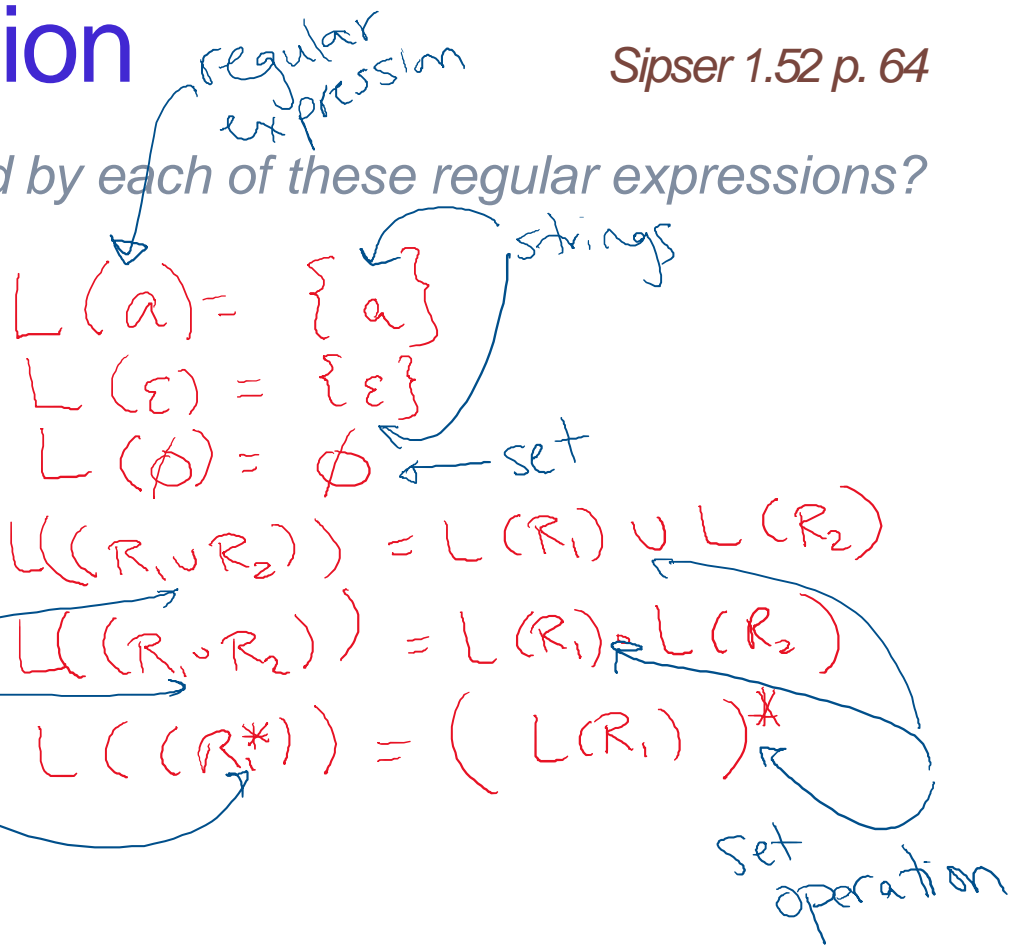 ion
regular
expression
Sipser 1.52 p. 64
d by each of these regular expressions?
strings
L (a) = {a}
L (ε) = {ε}
L (∅) = ∅ ← set
L((R₁∪R₂)) = L(R₁) ∪ L(R₂)
L((R₁∘R₂)) = L(R₁) ∘ L(R₂)
L((R₁*)) = (L(R₁))*
set
operation